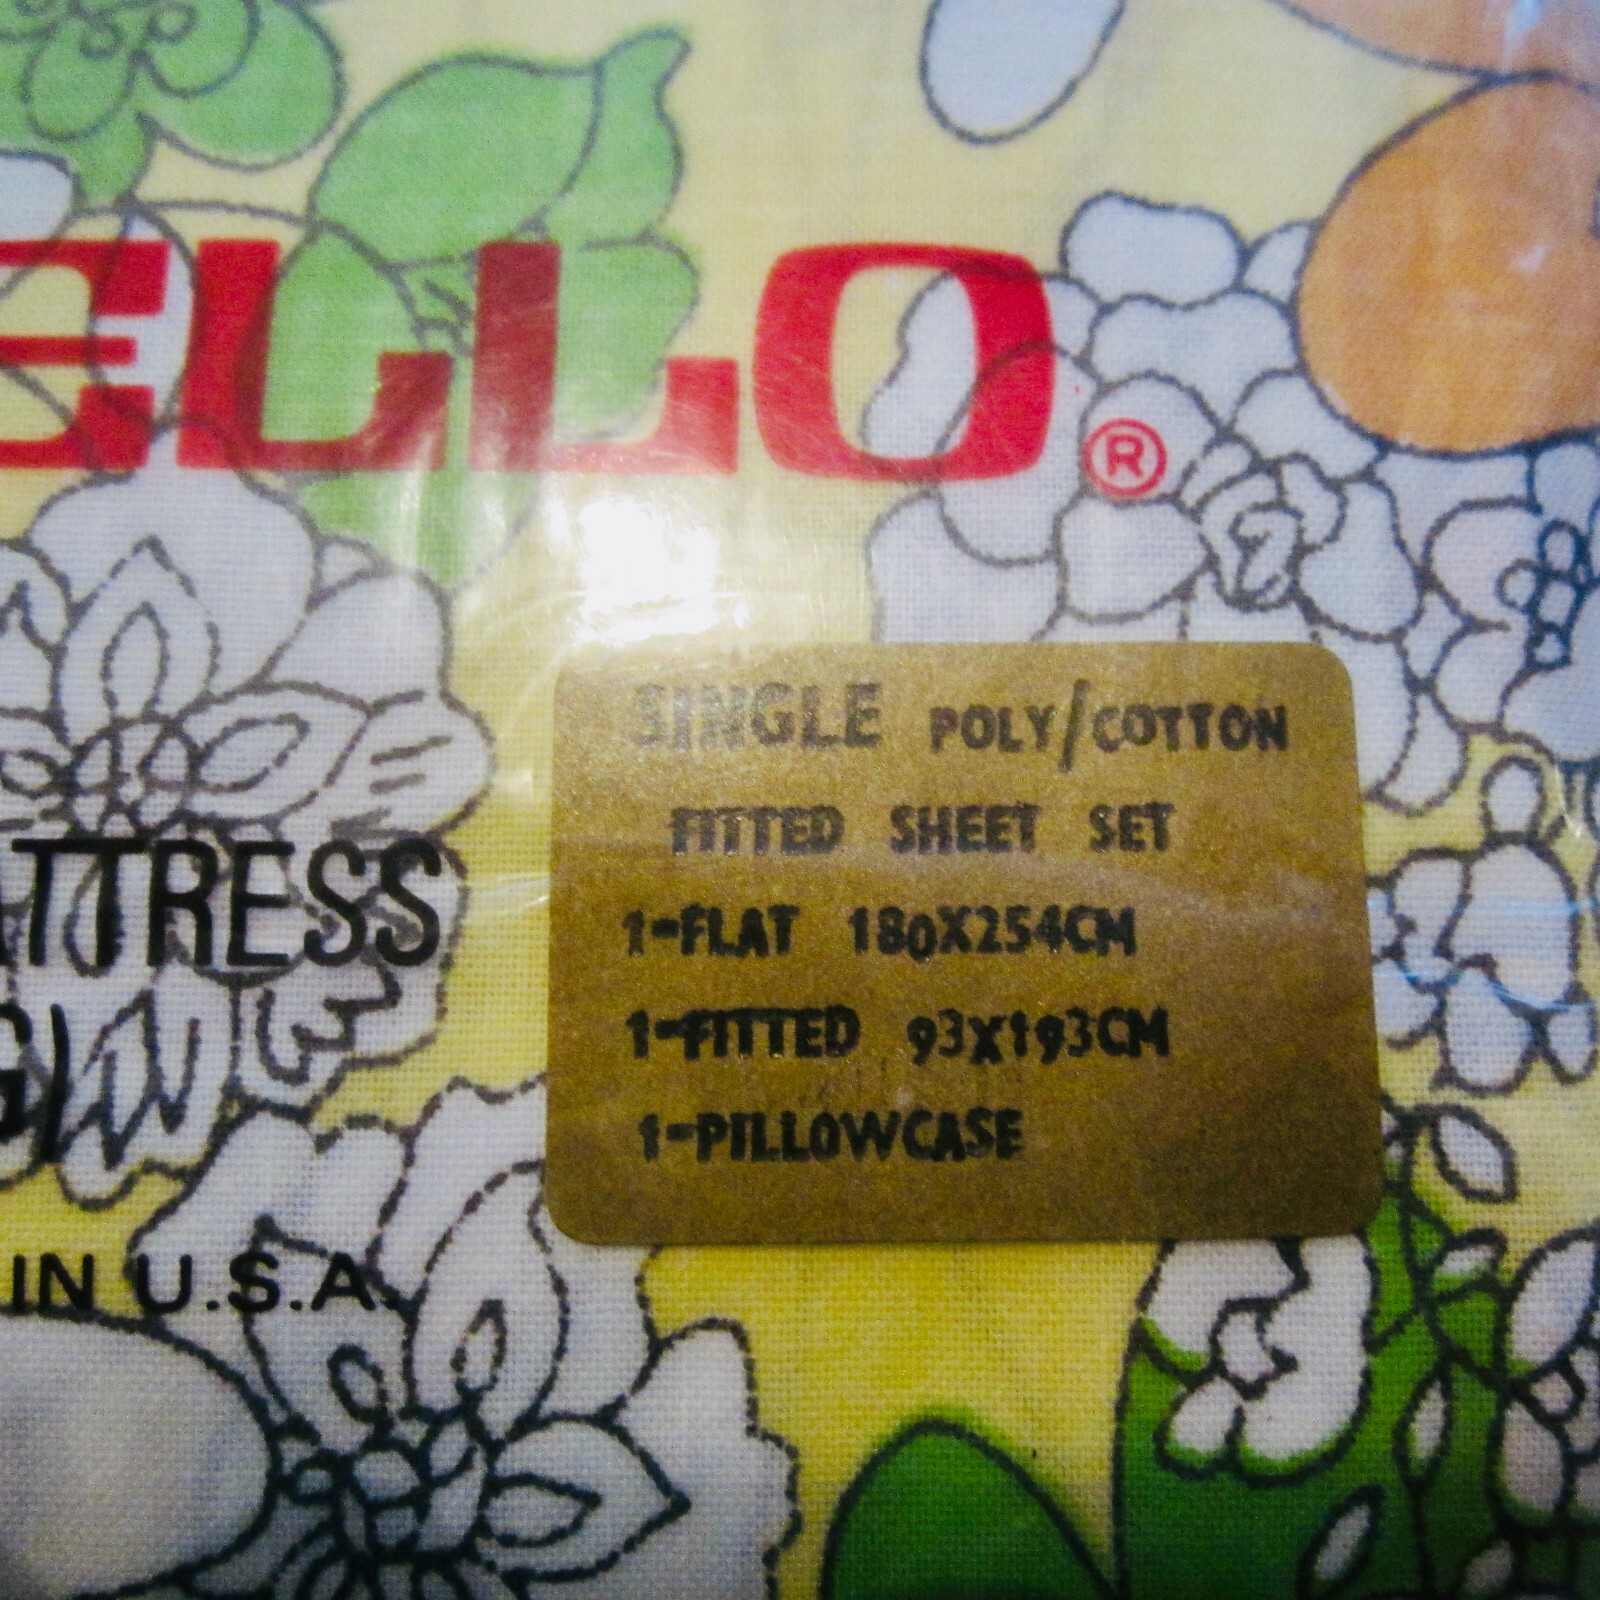 ELLO®
SINGLE POLY/COTTON
FITTED SHEET SET
1-FLAT 180X254CM
1-FITTED 93X193CM
1-PILLOWCASE
ATTRESS
G)
IN U.S.A.